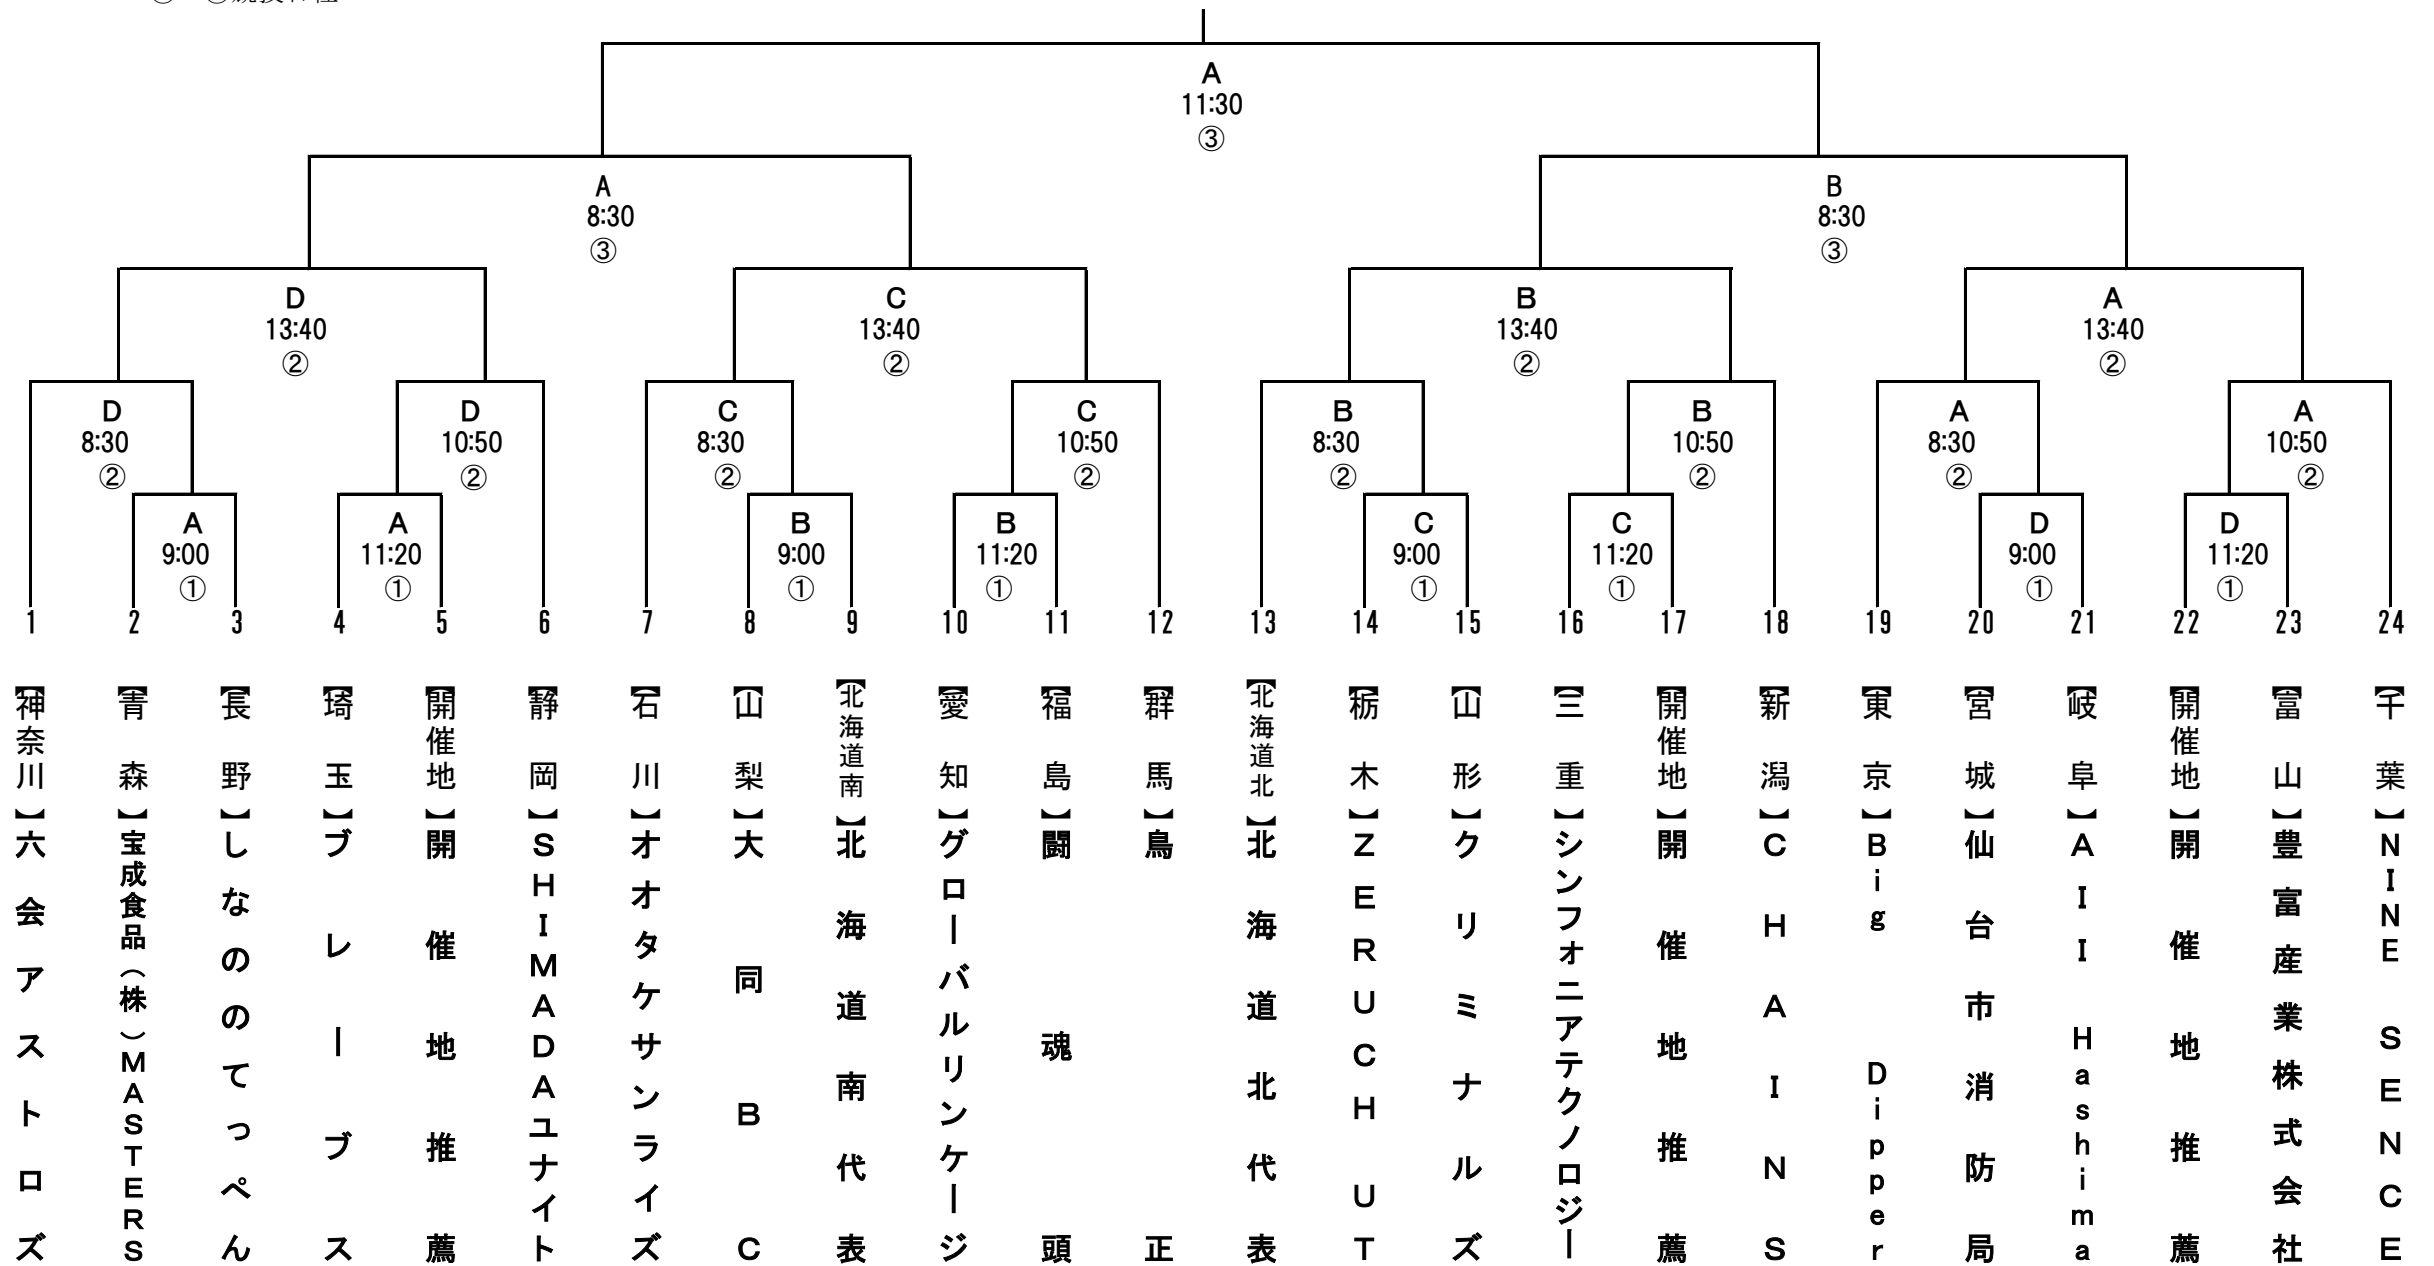 A
11:30
③
A
8:30
③
B
8:30
③
D
13:40
②
C
13:40
②
B
13:40
②
A
13:40
②
D
8:30
②
D
10:50
②
C
8:30
②
C
10:50
②
B
8:30
②
B
10:50
②
A
8:30
②
A
10:50
②
A
9:00
①
A
11:20
①
B
9:00
①
B
11:20
①
C
9:00
①
C
11:20
①
D
9:00
①
D
11:20
①
1
【神奈川】六会アストロズ
2
【青森】宝成食品（株）MASTERS
3
【長野】しなののてっぺん
4
【埼玉】ブレーブス
5
【開催地】開催地推薦
6
【静岡】SHIMADAユナイト
7
【石川】オオタケサンライズ
8
【山梨】大同BC
9
【北海道南】北海道南代表
10
【愛知】グローバルリンケージ
11
【福島】闘魂頭
12
【群馬】鳥正
13
【北海道北】北海道北代表
14
【栃木】ZERUCH UT
15
【山形】クリミナルズ
16
【三重】シンフォニアテクノロジー
17
【開催地】開催地推薦
18
【新潟】CHAINS
19
【東京】Big Dipper
20
【宮城】仙台市消防局
21
【岐阜】AII Hashima
22
【開催地】開催地推薦
23
【富山】豊富産業株式会社
24
【千葉】NINE SENCE